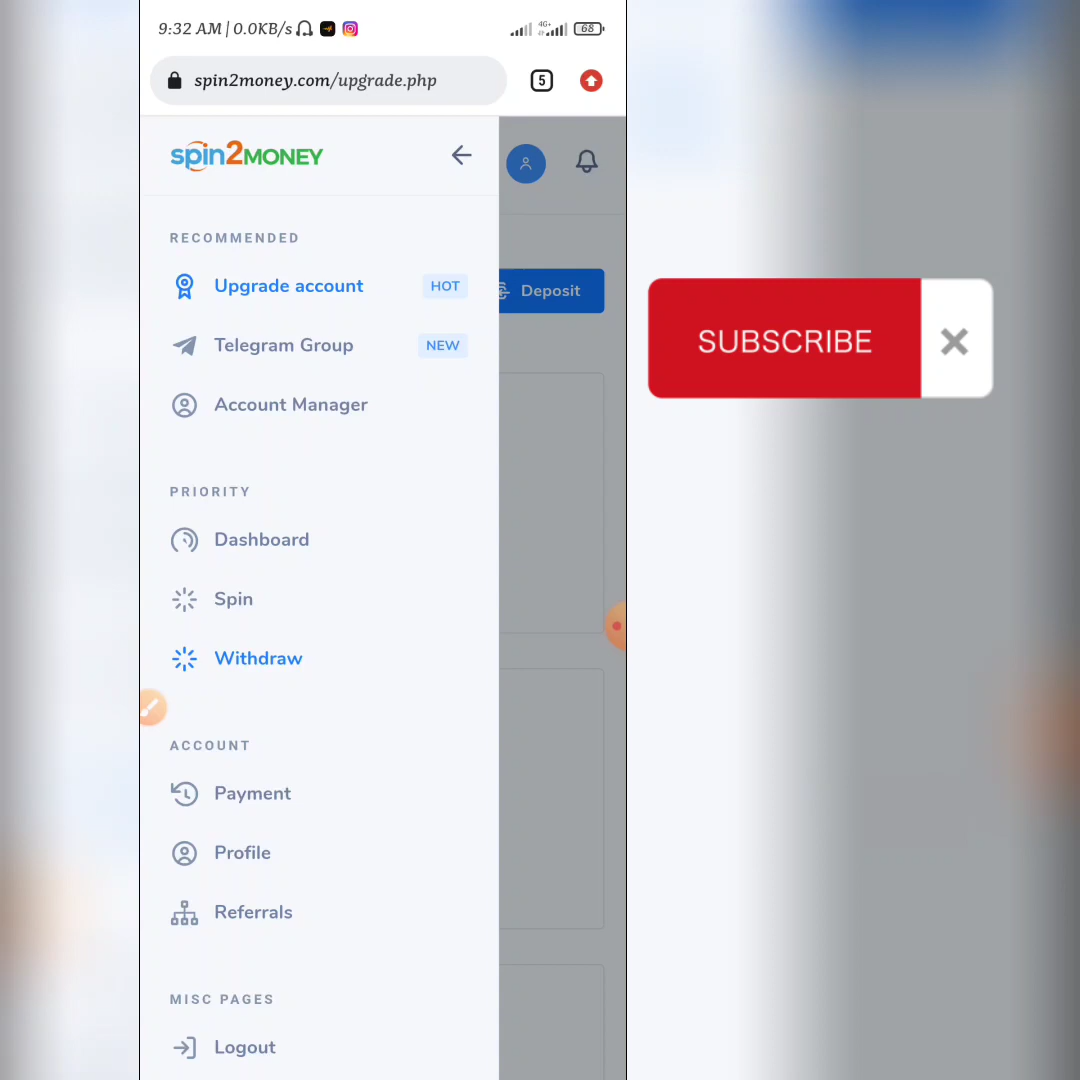 9:32 AM | 0.0KB/s
4G+
68
spin2money.com/upgrade.php
5
spin2MONEY
RECOMMENDED
Upgrade account
HOT
Deposit
Telegram Group
NEW
SUBSCRIBE
Account Manager
PRIORITY
Dashboard
Spin
Withdraw
ACCOUNT
Payment
Profile
Referrals
MISC PAGES
Logout